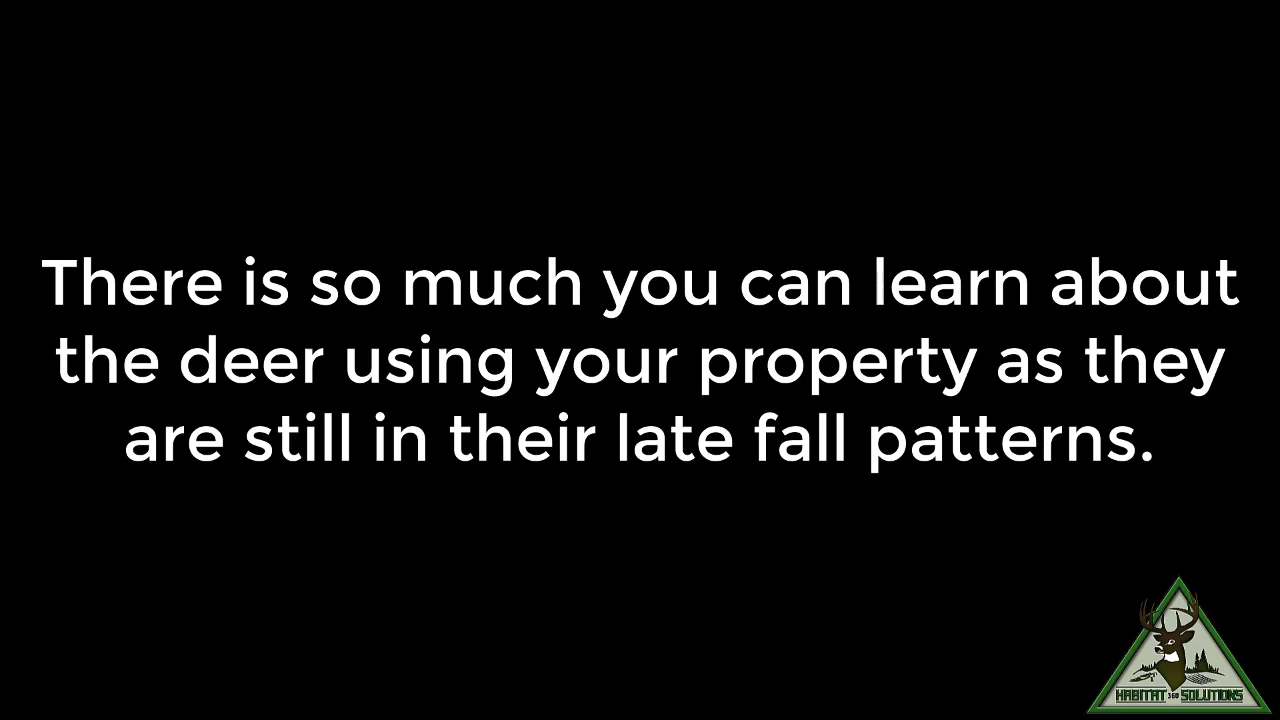 There is so much you can learn about
the deer using your property as they
are still in their late fall patterns.
HABITAT 360 SOLUTIONS